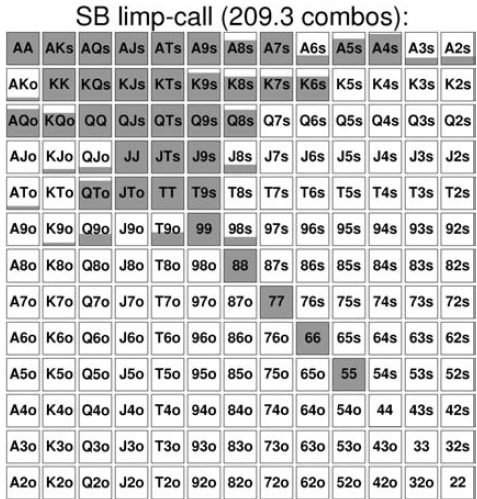 SB limp-call (209.3 combos):
AA AKs AQs AJs ATs A9s A8s A7s A6s A5s A4s A3s A2s
AKo KK KQs KJs KTs K9s K8s K7s K6s K5s K4s K3s K2s
AQo KQo QQ QJs QTs Q9s Q8s Q7s Q6s Q5s Q4s Q3s Q2s
AJo KJo QJo JJ JTs J9s J8s J7s J6s J5s J4s J3s J2s
ATo KTo QTo JTo TT T9s T8s T7s T6s T5s T4s T3s T2s
A9o K9o Q9o J9o T9o 99 98s 97s 96s 95s 94s 93s 92s
A8o K8o Q8o J8o T8o 98o 88 87s 86s 85s 84s 83s 82s
A7o K7o Q7o J7o T7o 97o 87o 77 76s 75s 74s 73s 72s
A6o K6o Q6o J6o T6o 96o 86o 76o 66 65s 64s 63s 62s
A5o K5o Q5o J5o T5o 95o 85o 75o 65o 55 54s 53s 52s
A4o K4o Q4o J4o T4o 94o 84o 74o 64o 54o 44 43s 42s
A3o K3o Q3o J3o T3o 93o 83o 73o 63o 53o 43o 33 32s
A2o K2o Q2o J2o T2o 92o 82o 72o 62o 52o 42o 32o 22